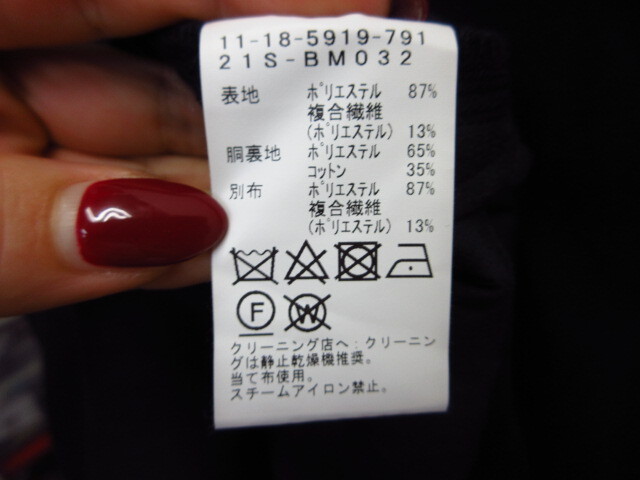 11-18-5919-791
21S-BM032
表地 ポリエステル 87%
複合繊維
(ポリエステル) 13%
胴裏地 ポリエステル 65%
コットン 35%
別布 ポリエステル 87%
複合繊維
(ポリエステル) 13%
F W
クリーニング店へ:クリーニン
グは静止乾燥機推奨。
当て布使用。
スチームアイロン禁止。